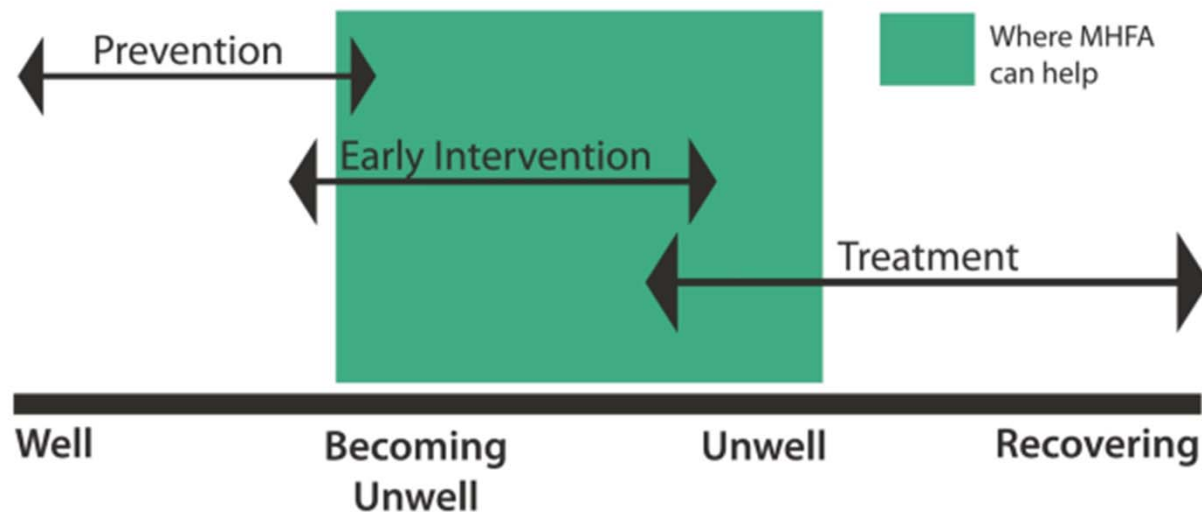 Prevention
Where MHFA
can help
Early Intervention
Treatment
Well
Becoming
Unwell
Unwell
Recovering